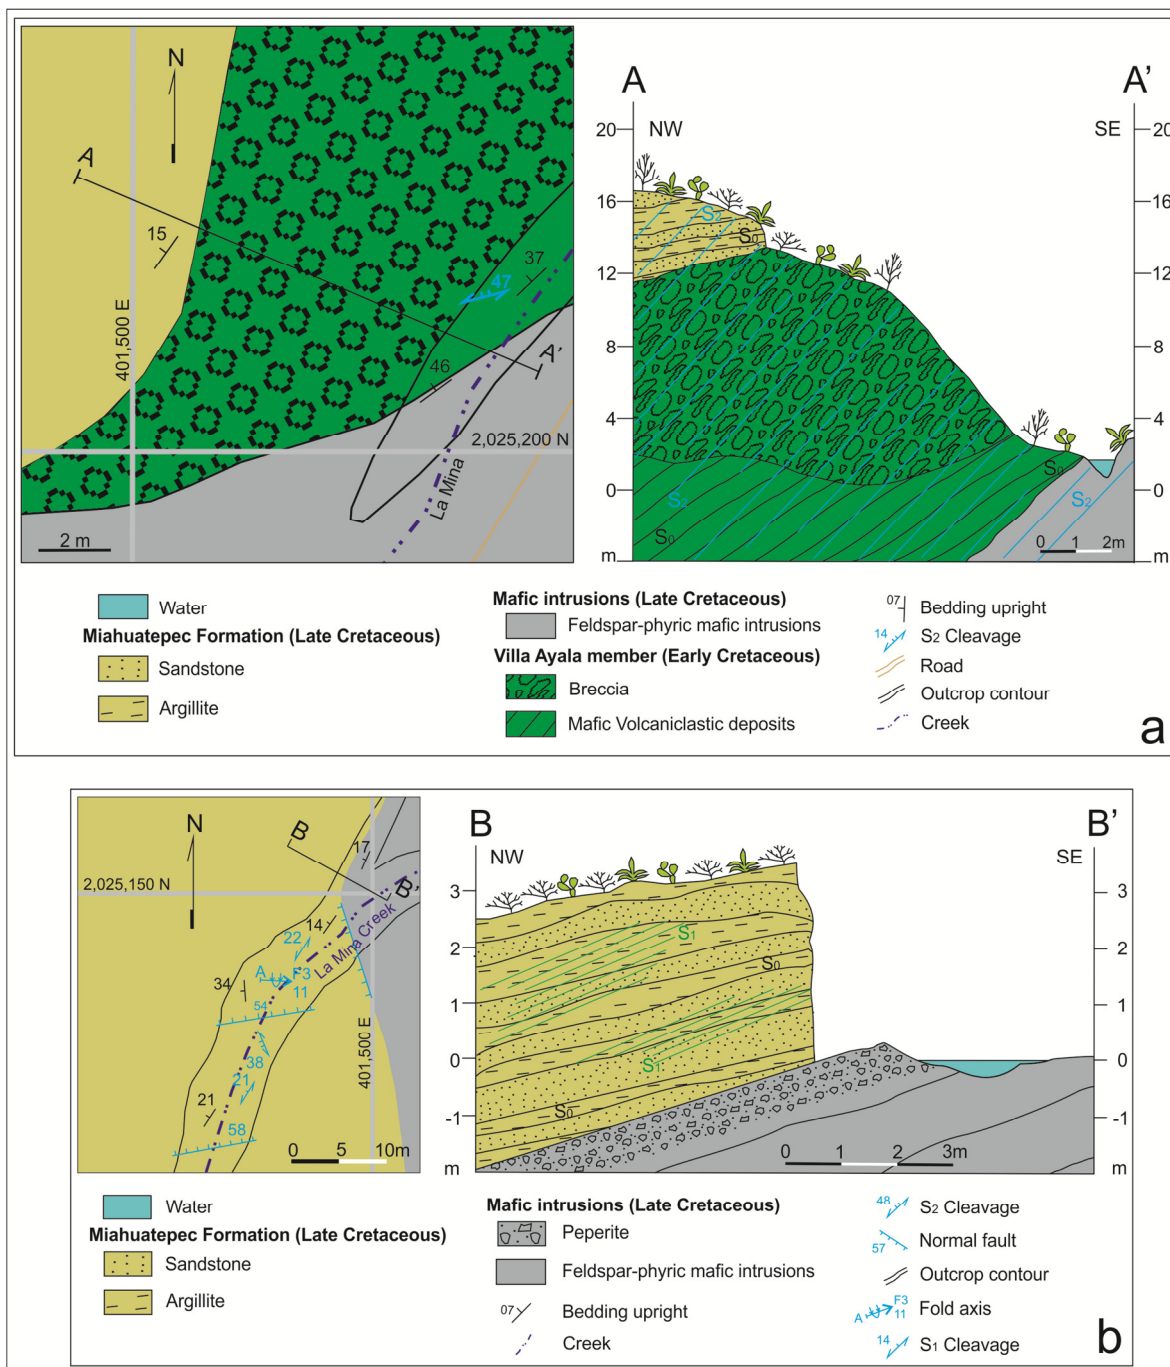 N
A
15
401,500 E
47
37
A'
46
2,025,200 N
La Mina
2 m
A
A'
NW
SE
20
16
12
8
4
0
m
20
16
12
8
4
0
m
S2
S0
S2
S0
S0
S2
0 1 2m
Water
Miahuatepec Formation (Late Cretaceous)
Sandstone
Argillite
Mafic intrusions (Late Cretaceous)
Feldspar-phyric mafic intrusions
Villa Ayala member (Early Cretaceous)
Breccia
Mafic Volcaniclastic deposits
07 Bedding upright
14 S2 Cleavage
Road
Outcrop contour
Creek
a
N
B
17
2,025,150 N
B'
14
La Mina Creek
22
A F3
11
34
54
401,500 E
38
21
21
58
0 5 10m
B
B'
NW
SE
3
2
1
0
-1
m
3
2
1
0
-1
m
S1
S0
S1
S0
0 1 2 3m
Water
Miahuatepec Formation (Late Cretaceous)
Sandstone
Argillite
Mafic intrusions (Late Cretaceous)
Peperite
Feldspar-phyric mafic intrusions
07 Bedding upright
Creek
48 S2 Cleavage
57 Normal fault
Outcrop contour
A F3 11 Fold axis
14 S1 Cleavage
b